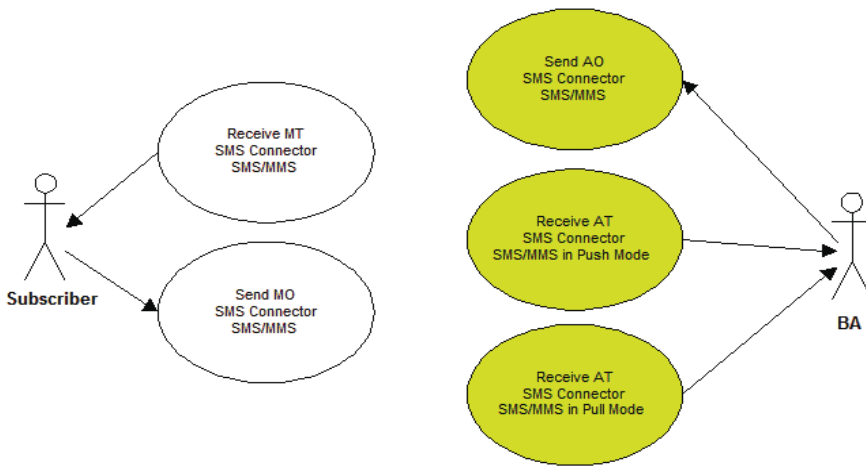 Receive MT
SMS Connector
SMS/MMS
Subscriber
Send MO
SMS Connector
SMS/MMS
Send AO
SMS Connector
SMS/MMS
Receive AT
SMS Connector
SMS/MMS in Push Mode
BA
Receive AT
SMS Connector
SMS/MMS in Pull Mode